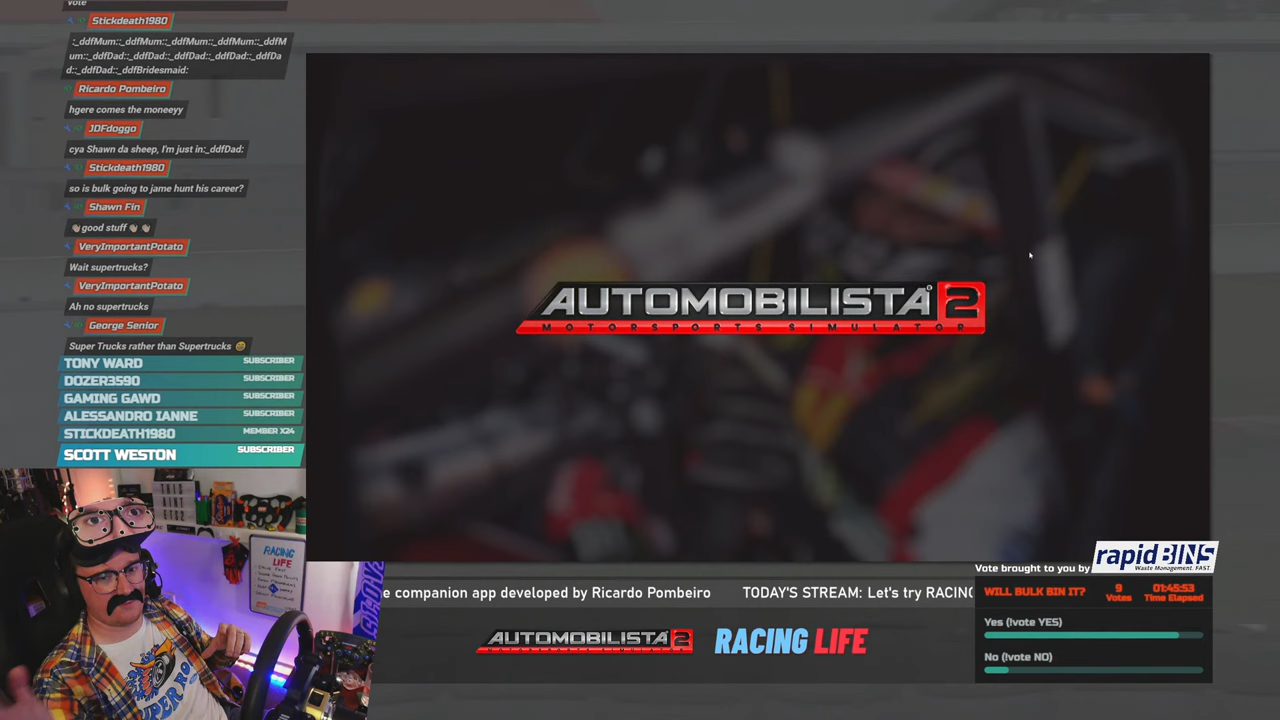 vote
Stickdeath1980
:_ddfMum::_ddfMum::_ddfMum::_ddfMum::_ddfM
um::_ddfDad::_ddfDad::_ddfDad::_ddfDad::_ddfDa
d::_ddfDad::_ddfBridesmaid:
Ricardo Pombeiro
hgere comes the moneeyy
JDFdoggo
cya Shawn da sheep, I'm just in:_ddfDad:
Stickdeath1980
so is bulk going to jame hunt his career?
Shawn Fin
👏good stuff👏 👏
VeryImportantPotato
Wait supertrucks?
VeryImportantPotato
Ah no supertrucks
George Senior
Super Trucks rather than Supertrucks 😅
TONY WARD SUBSCRIBER
DOZER3590 SUBSCRIBER
GAMING GAWD SUBSCRIBER
ALESSANDRO IANNE SUBSCRIBER
STICKDEATH1980 MEMBER X24
SCOTT WESTON SUBSCRIBER
AUTOMOBILISTA 2
MOTORSPORTS SIMULATOR
RACING
LIFE
SUPER
Vote brought to you by rapidBINS
Waste Management. FAST.
WILL BULK BIN IT? 9 Votes 01:45:53 Time Elapsed
Yes (!vote YES)
No (!vote NO)
e companion app developed by Ricardo Pombeiro TODAY'S STREAM: Let's try RACING
AUTOMOBILISTA 2 RACING LIFE